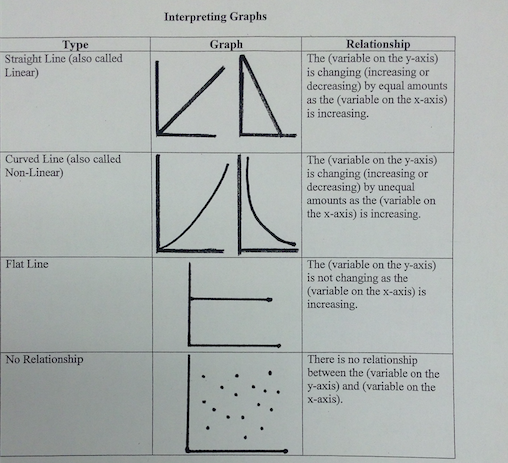 Interpreting Graphs
Type
Graph
Relationship
Straight Line (also called
Linear)
The (variable on the y-axis)
is changing (increasing or
decreasing) by equal amounts
as the (variable on the x-axis)
is increasing.
Curved Line (also called
Non-Linear)
The (variable on the y-axis)
is changing (increasing or
decreasing) by unequal
amounts as the (variable on
the x-axis) is increasing.
Flat Line
The (variable on the y-axis)
is not changing as the
(variable on the x-axis) is
increasing.
No Relationship
There is no relationship
between the (variable on the
y-axis) and (variable on the
x-axis).